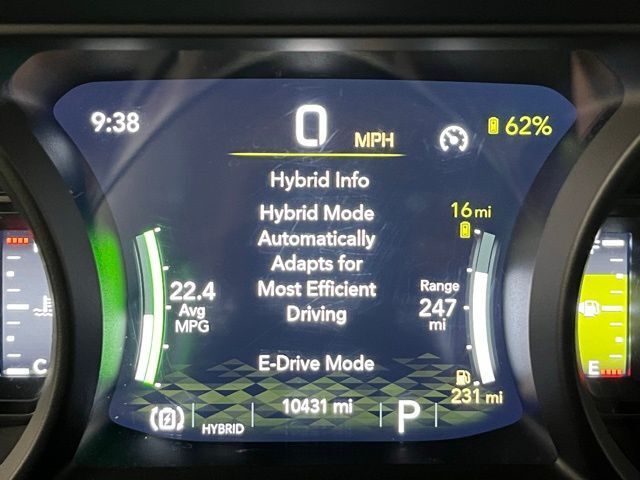 9:38
0 MPH
62%
Hybrid Info
Hybrid Mode
Automatically
Adapts for
Most Efficient
Driving
E-Drive Mode
22.4
Avg
MPG
16 mi
Range
247
mi
231 mi
HYBRID
10431 mi
P
C
F
E